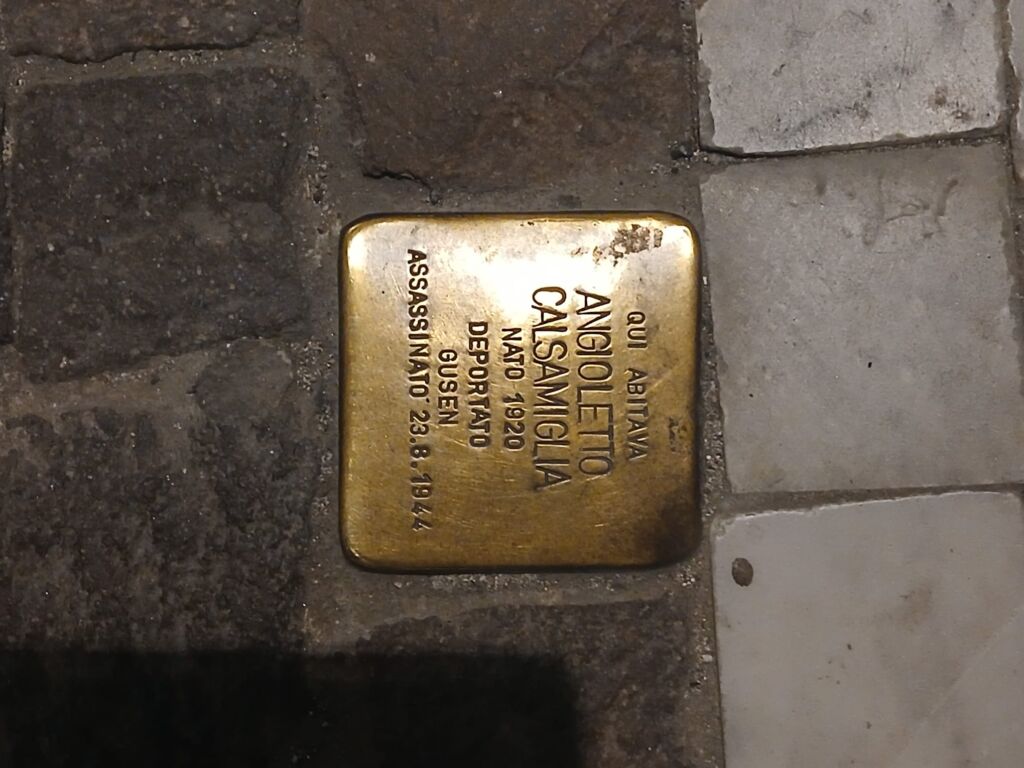 QUI ABITAVA
ANGIOLETTO
CALSAMIGLIA
NATO 1920
DEPORTATO
GUSEN
ASSASSINATO 23.8.1944